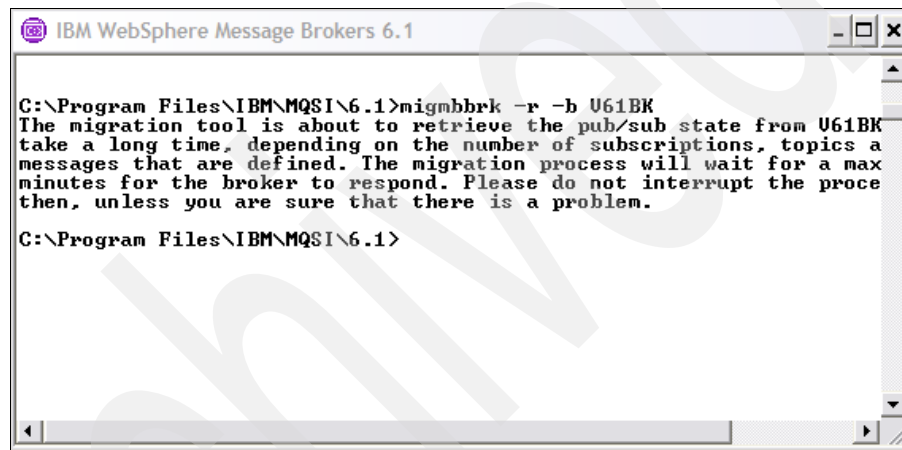 IBM WebSphere Message Brokers 6.1
C:\Program Files\IBM\MQSI\6.1>migmbbrk -r -b V61BK
The migration tool is about to retrieve the pub/sub state from V61BK
take a long time, depending on the number of subscriptions, topics a
messages that are defined. The migration process will wait for a max
minutes for the broker to respond. Please do not interrupt the proce
then, unless you are sure that there is a problem.
C:\Program Files\IBM\MQSI\6.1>